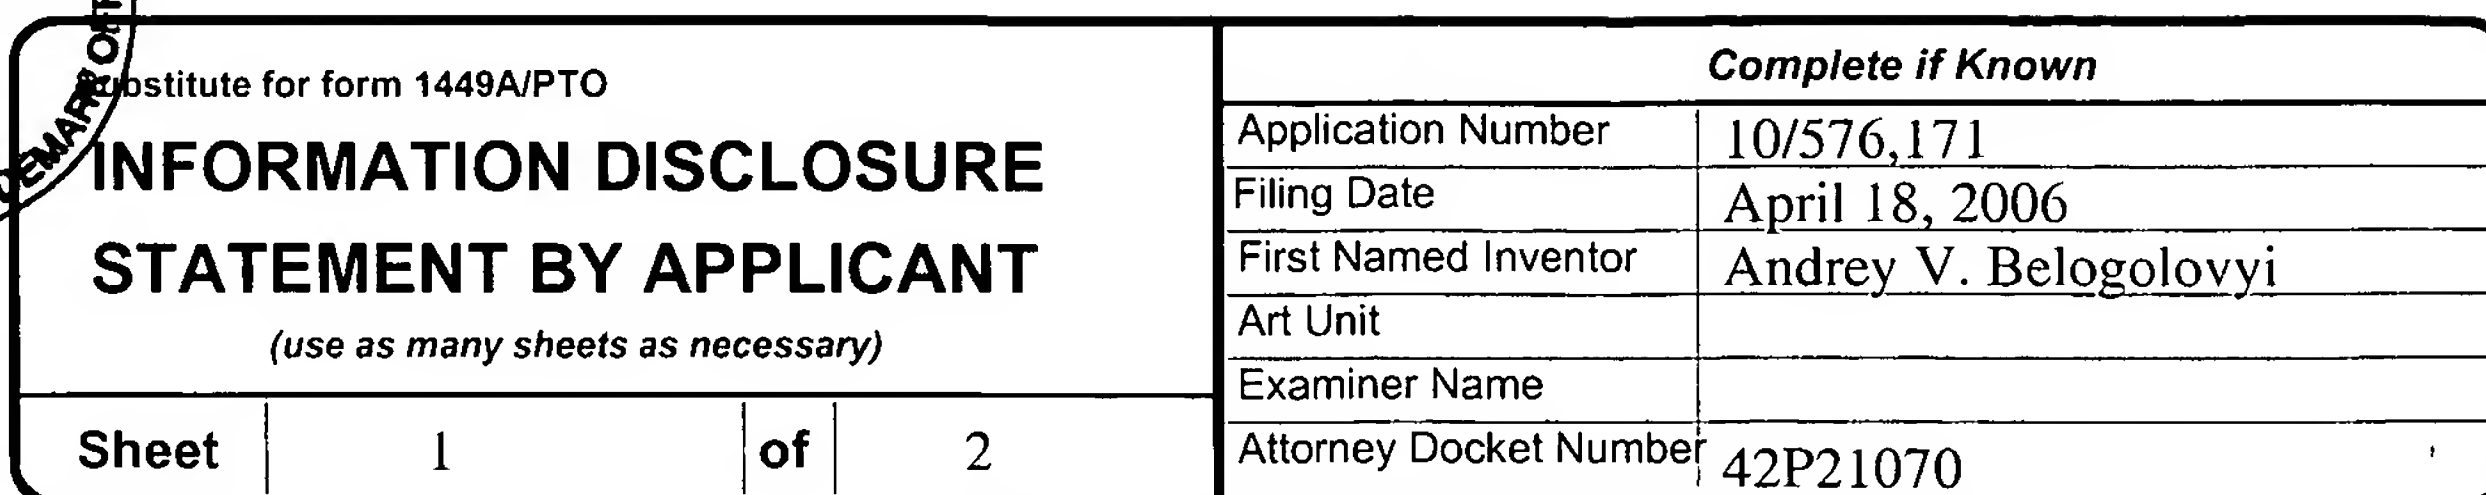 Substitute for form 1449A/PTO
INFORMATION DISCLOSURE
STATEMENT BY APPLICANT
(use as many sheets as necessary)
Sheet 1 of 2
Complete if Known
Application Number 10/576,171
Filing Date April 18, 2006
First Named Inventor Andrey V. Belogolovyi
Art Unit
Examiner Name
Attorney Docket Number 42P21070